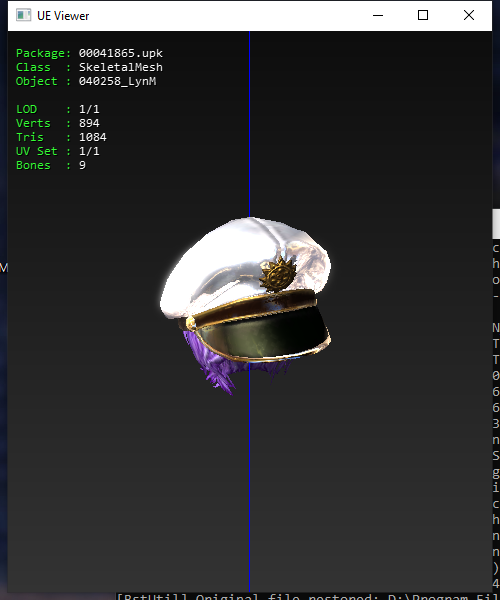 UE Viewer
Package: 00041865.upk
Class  : SkeletalMesh
Object : 040258_LynM
LOD    : 1/1
Verts  : 894
Tris   : 1084
UV Set : 1/1
Bones  : 9
M
c
h
o
-
N
T
T
0
6
6
3
n
S
g
i
c
h
n
n
)
4
[BstUtil] Original file restored: D:\Program Fil